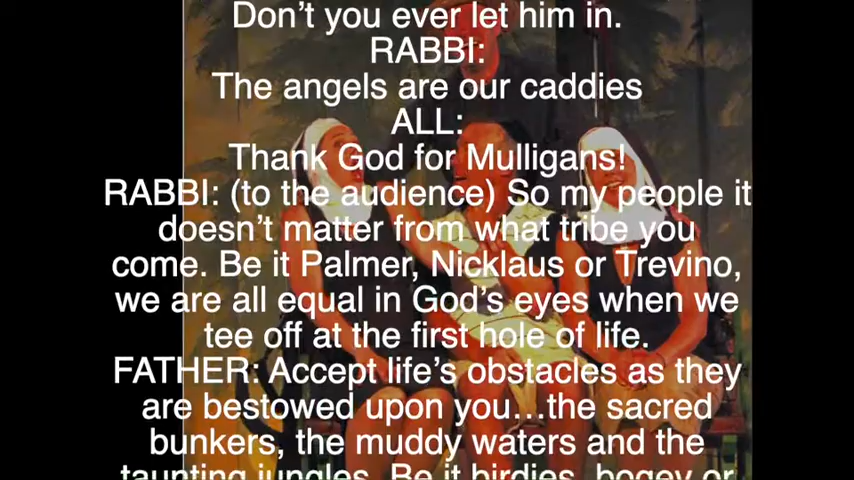 Don’t you ever let him in.
RABBI:
The angels are our caddies
ALL:
Thank God for Mulligans!
RABBI: (to the audience) So my people it
doesn’t matter from what tribe you
come. Be it Palmer, Nicklaus or Trevino,
we are all equal in God’s eyes when we
tee off at the first hole of life.
FATHER: Accept life’s obstacles as they
are bestowed upon you…the sacred
bunkers, the muddy waters and the
taunting jungles. Be it birdies, bogey or